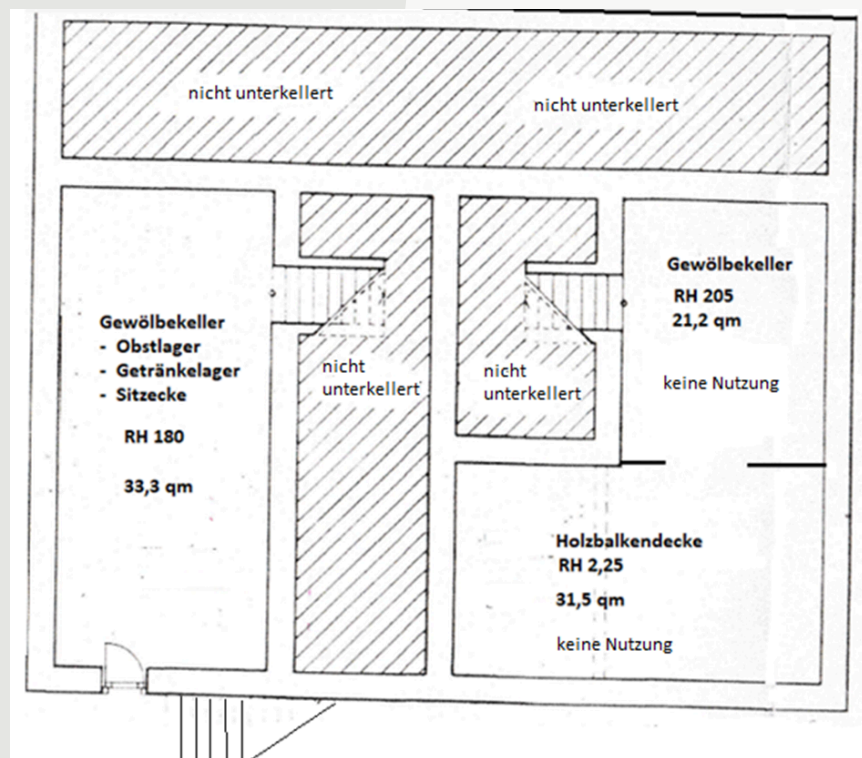 nicht unterkellert
nicht unterkellert
Gewölbekeller
- Obstlager
- Getränkelager
- Sitzecke
RH 180
33,3 qm
nicht
unterkellert
nicht
unterkellert
Gewölbekeller
RH 205
21,2 qm
keine Nutzung
Holzbalkendecke
RH 2,25
31,5 qm
keine Nutzung